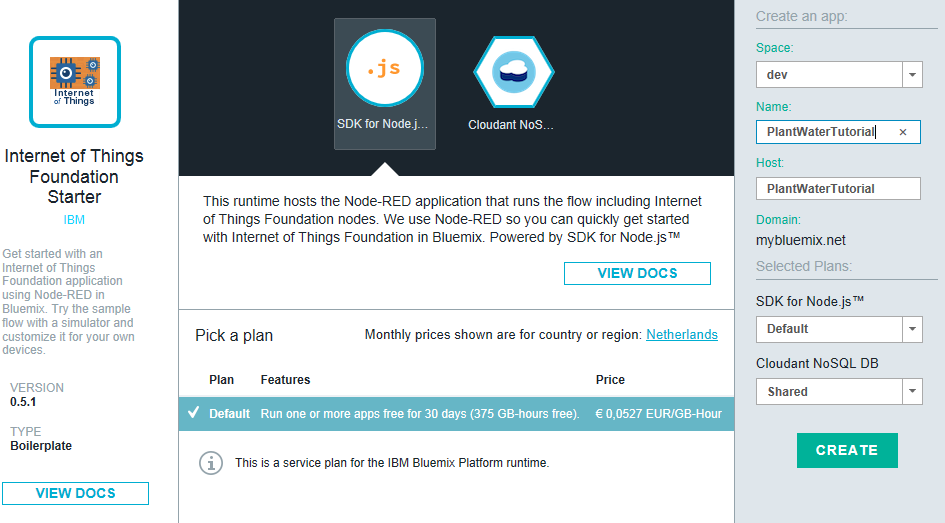 Internet
of Things
Internet of Things
Foundation
Starter
IBM
Get started with an
Internet of Things
Foundation application
using Node-RED in
Bluemix. Try the sample
flow with a simulator and
customize it for your own
devices.
VERSION
0.5.1
TYPE
Boilerplate
VIEW DOCS
.js
SDK for Node.j...
Cloudant NoS...
This runtime hosts the Node-RED application that runs the flow including Internet
of Things Foundation nodes. We use Node-RED so you can quickly get started
with Internet of Things Foundation in Bluemix. Powered by SDK for Node.js™
VIEW DOCS
Pick a plan Monthly prices shown are for country or region: Netherlands
Plan Features Price
Default Run one or more apps free for 30 days (375 GB-hours free). € 0,0527 EUR/GB-Hour
This is a service plan for the IBM Bluemix Platform runtime.
Create an app:
Space:
dev
Name:
PlantWaterTutorial ×
Host:
PlantWaterTutorial
Domain:
mybluemix.net
Selected Plans:
SDK for Node.js™
Default
Cloudant NoSQL DB
Shared
CREATE